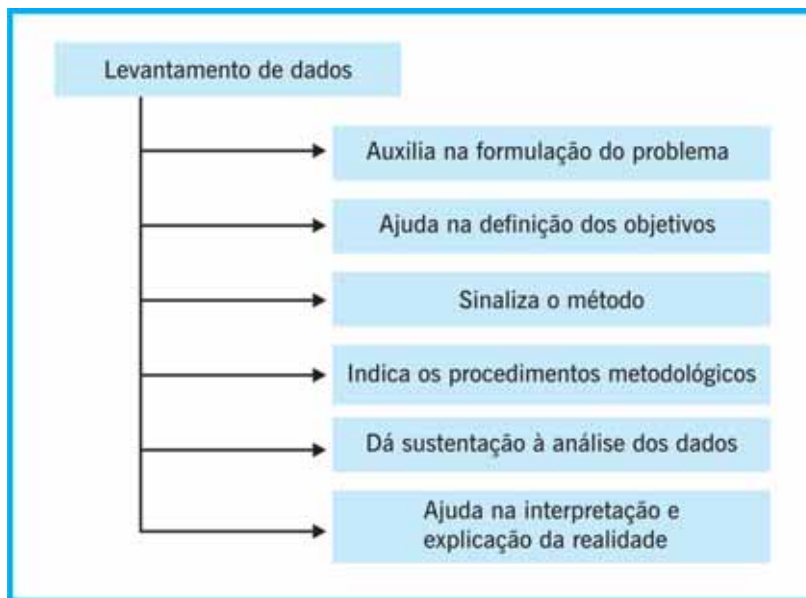 Levantamento de dados
Auxilia na formulação do problema
Ajuda na definição dos objetivos
Sinaliza o método
Indica os procedimentos metodológicos
Dá sustentação à análise dos dados
Ajuda na interpretação e
explicação da realidade